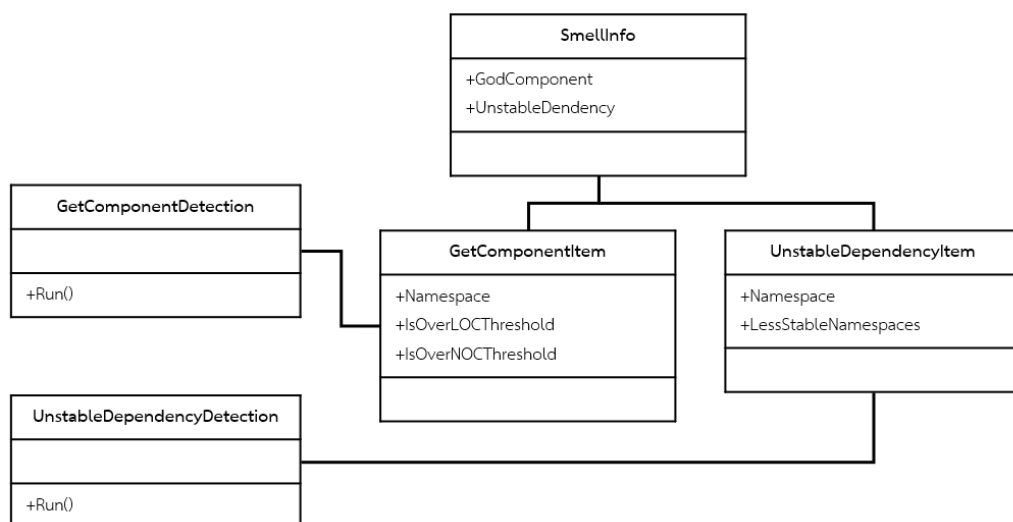 SmellInfo
+GodComponent
+UnstableDendency
GetComponentDetection
+Run()
GetComponentItem
+Namespace
+IsOverLOCThreshold
+IsOverNOCThreshold
UnstableDependencyItem
+Namespace
+LessStableNamespaces
UnstableDependencyDetection
+Run()